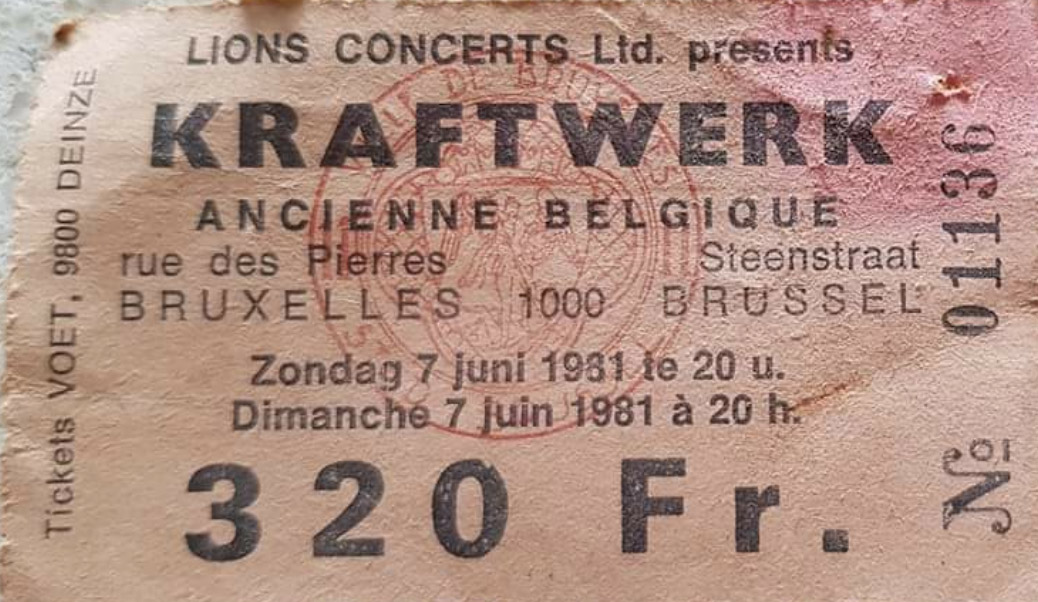 LIONS CONCERTS Ltd. presents
KRAFTWERK
ANCIENNE BELGIQUE
rue des Pierres Steenstraat
BRUXELLES 1000 BRUSSEL
Zondag 7 juni 1981 te 20 u.
Dimanche 7 juin 1981 à 20 h.
320 Fr.
Tickets VOET, 9800 DEINZE
Nº 01136